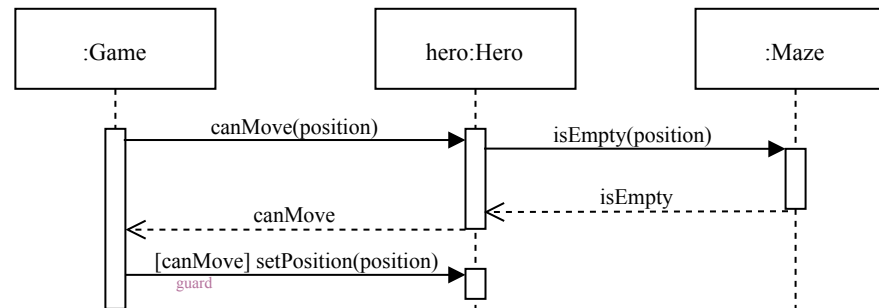 :Game
hero:Hero
:Maze
canMove(position)
isEmpty(position)
isEmpty
canMove
[canMove] setPosition(position)
guard